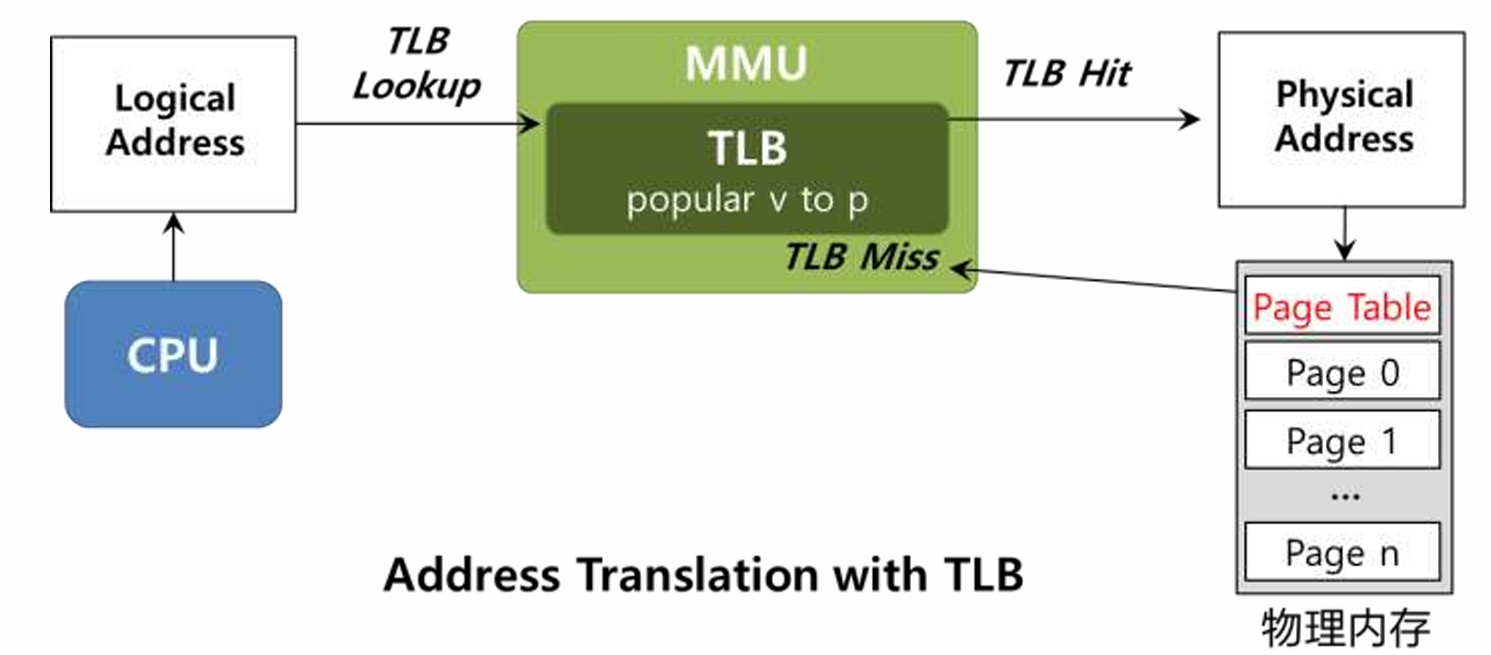 TLB
Lookup
MMU
TLB Hit
Logical
Address
Physical
Address
TLB
popular v to p
TLB Miss
CPU
Page Table
Page 0
Page 1
...
Page n
Address Translation with TLB
物理内存